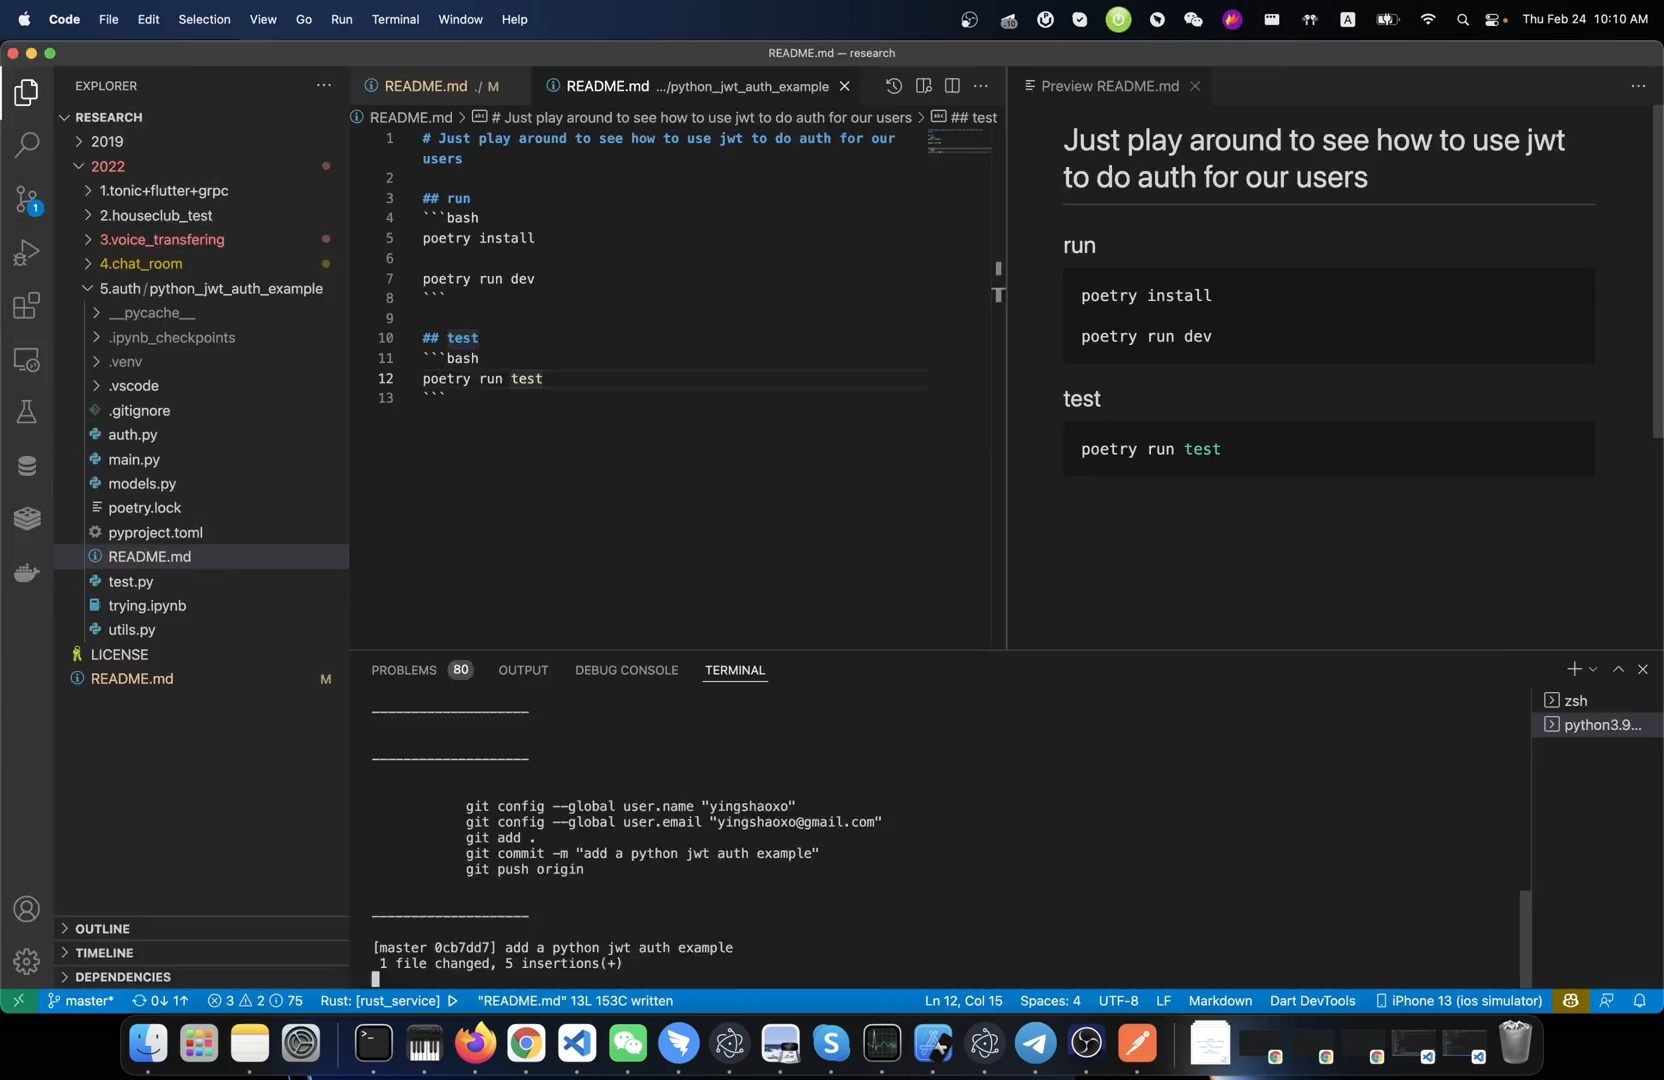 Code File Edit Selection View Go Run Terminal Window Help
A
Thu Feb 24 10:10 AM
README.md — research
EXPLORER
RESEARCH
2019
2022
1.tonic+flutter+grpc
2.houseclub_test
3.voice_transfering
4.chat_room
5.auth/python_jwt_auth_example
__pycache__
.ipynb_checkpoints
.venv
.vscode
.gitignore
auth.py
main.py
models.py
poetry.lock
pyproject.toml
README.md
test.py
trying.ipynb
utils.py
LICENSE
README.md M
OUTLINE
TIMELINE
DEPENDENCIES
1
README.md ./ M
README.md .../python_jwt_auth_example
README.md > # Just play around to see how to use jwt to do auth for our users > ## test
1 # Just play around to see how to use jwt to do auth for our
users
2
3 ## run
4 ```bash
5 poetry install
6
7 poetry run dev
8 ```
9
10 ## test
11 ```bash
12 poetry run test
13 ```
Preview README.md
Just play around to see how to use jwt
to do auth for our users
run
poetry install
poetry run dev
test
poetry run test
PROBLEMS 80 OUTPUT DEBUG CONSOLE TERMINAL
zsh
python3.9...
--------------------
--------------------
git config --global user.name "yingshaoxo"
git config --global user.email "yingshaoxo@gmail.com"
git add .
git commit -m "add a python jwt auth example"
git push origin
--------------------
[master 0cb7dd7] add a python jwt auth example
1 file changed, 5 insertions(+)
master* 0↓ 1↑ 3 2 75 Rust: [rust_service] "README.md" 13L 153C written
Ln 12, Col 15 Spaces: 4 UTF-8 LF Markdown Dart DevTools iPhone 13 (ios simulator)